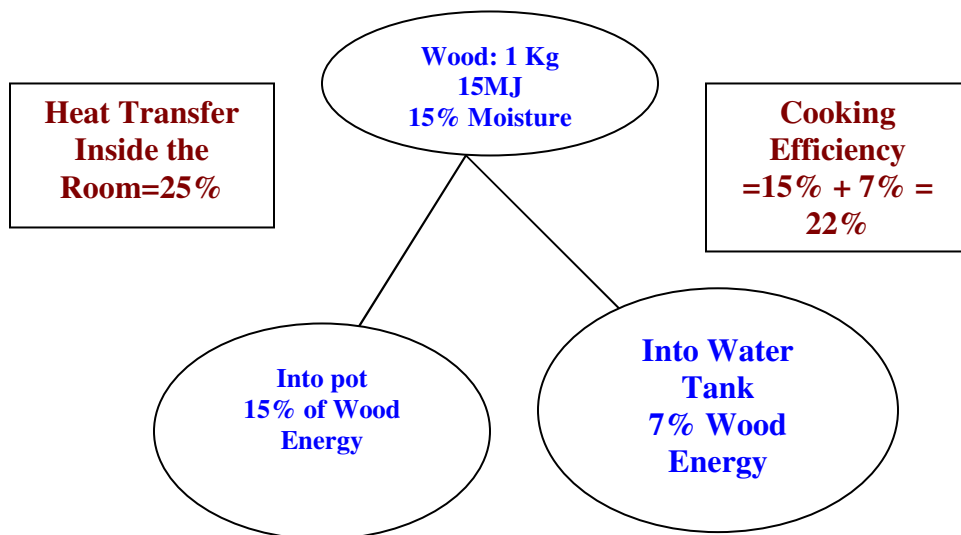 Wood: 1 Kg
15MJ
15% Moisture
Heat Transfer
Inside the
Room=25%
Cooking
Efficiency
=15% + 7% =
22%
Into pot
15% of Wood
Energy
Into Water
Tank
7% Wood
Energy